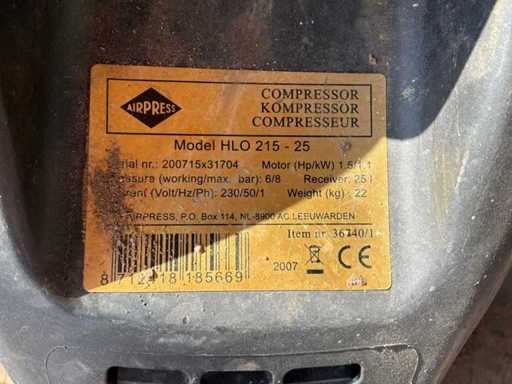 AIRPRESS
COMPRESSOR
KOMPRESSOR
COMPRESSEUR
Model HLO 215 - 25
nr.: 200715x31704 Motor (Hp/kW) 1,5/1,1
(working/max. bar): 6/8 Receiver: 25 l
(Volt/Hz/Ph): 230/50/1 Weight (kg): 22
AIRPRESS, P.O. Box 114, NL-8900 AC LEEUWARDEN
Item nr. 36740/1
2007 CE
8 712418 185669